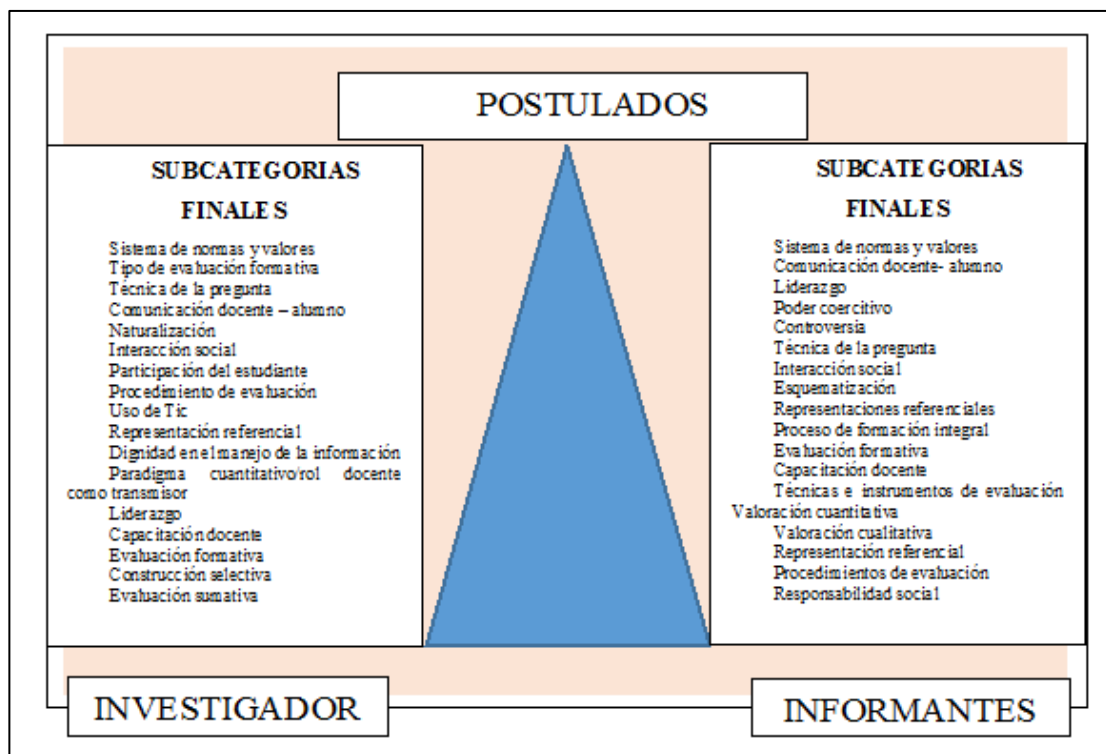 POSTULADOS
SUBCATEGORIAS
FINALES
Sistema de normas y valores
Tipo de evaluación formativa
Técnica de la pregunta
Comunicación docente – alumno
Naturalización
Interacción social
Participación del estudiante
Procedimiento de evaluación
Uso de Tic
Representación referencial
Dignidad en el manejo de la información
Paradigma cuantitativo/rol docente
como transmisor
Liderazgo
Capacitación docente
Evaluación formativa
Construcción selectiva
Evaluación sumativa
SUBCATEGORIAS
FINALES
Sistema de normas y valores
Comunicación docente- alumno
Liderazgo
Poder coercitivo
Controversia
Técnica de la pregunta
Interacción social
Esquematización
Representaciones referenciales
Proceso de formación integral
Evaluación formativa
Capacitación docente
Técnicas e instrumentos de evaluación
Valoración cuantitativa
Valoración cualitativa
Representación referencial
Procedimientos de evaluación
Responsabilidad social
INVESTIGADOR
INFORMANTES